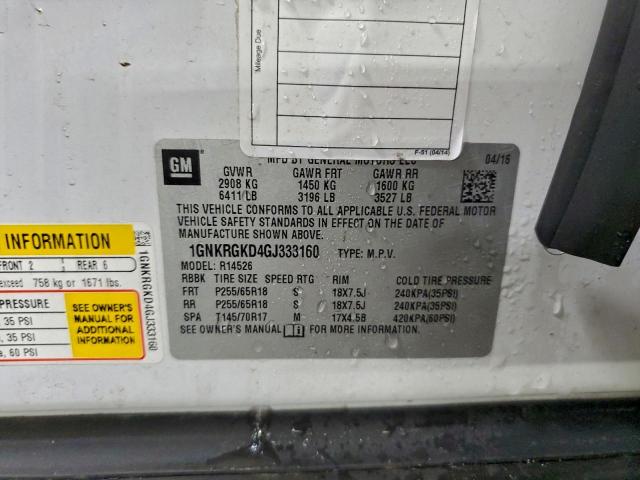 Mileage Due
F-51 (04/14)
GM
MFD BY GENERAL MOTORS LLC
04/16
GVWR GAWR FRT GAWR RR
2908 KG 1450 KG 1600 KG
6411 LB 3196 LB 3527 LB
THIS VEHICLE CONFORMS TO ALL APPLICABLE U.S. FEDERAL MOTOR
VEHICLE SAFETY STANDARDS IN EFFECT ON THE DATE OF
MANUFACTURE SHOWN ABOVE.
1GNKRGKD4GJ333160 TYPE: M.P.V.
MODEL: R14526
RBBK TIRE SIZE SPEED RTG RIM COLD TIRE PRESSURE
FRT P255/65R18 S 18X7.5J 240KPA(35PSI)
RR P255/65R18 S 18X7.5J 240KPA(35PSI)
SPA T145/70R17 M 17X4.5B 420KPA(60PSI)
SEE OWNER'S MANUAL FOR MORE INFORMATION.
INFORMATION
FRONT 2 REAR 6
exceed 758 kg or 1671 lbs.
PRESSURE
35 PSI
35 PSI
60 PSI
SEE OWNER'S
MANUAL FOR
ADDITIONAL
INFORMATION
1GNKRGKD4GJ333160